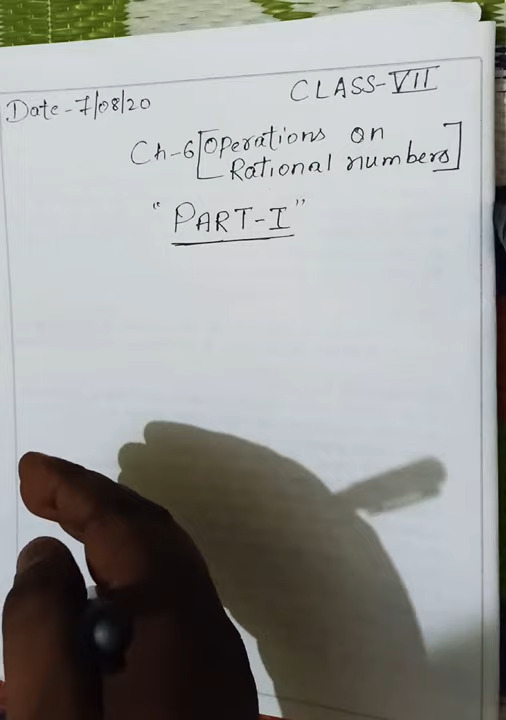 Date-7/08/20
CLASS-VII
Ch-6[Operations on
Rational numbers]
"PART-I"